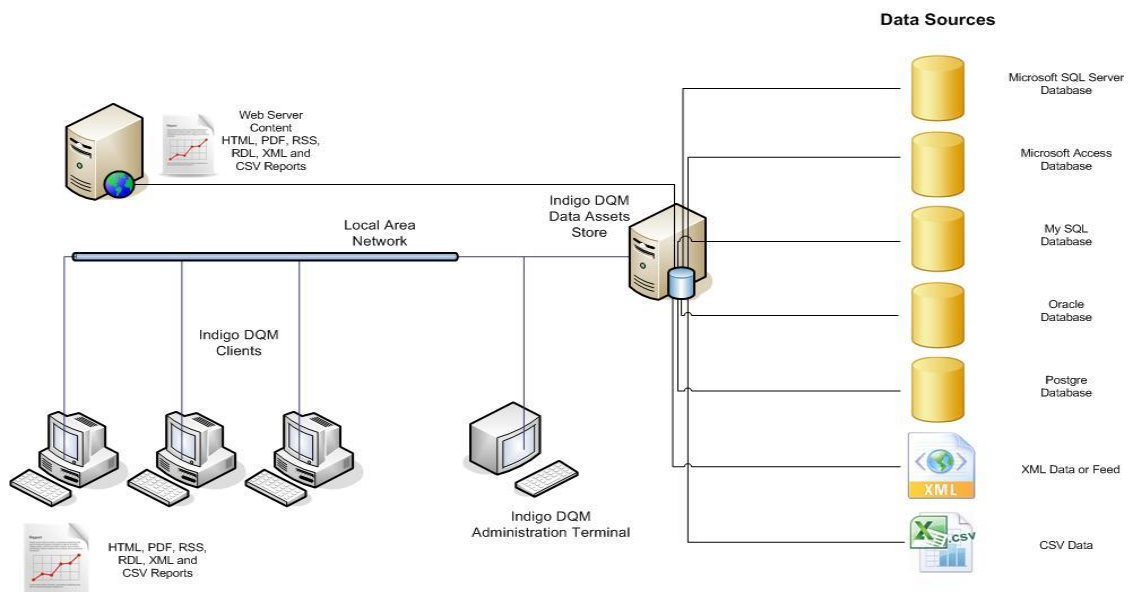 Data Sources
Microsoft SQL Server
Database
Web Server
Content
HTML, PDF, RSS,
RDL, XML and
CSV Reports
Microsoft Access
Database
Indigo DQM
Data Assets
Store
Local Area
Network
My SQL
Database
Oracle
Database
Indigo DQM
Clients
Postgre
Database
XML
XML Data or Feed
Indigo DQM
Administration Terminal
X
.CSV
CSV Data
Report
HTML, PDF, RSS,
RDL, XML and
CSV Reports